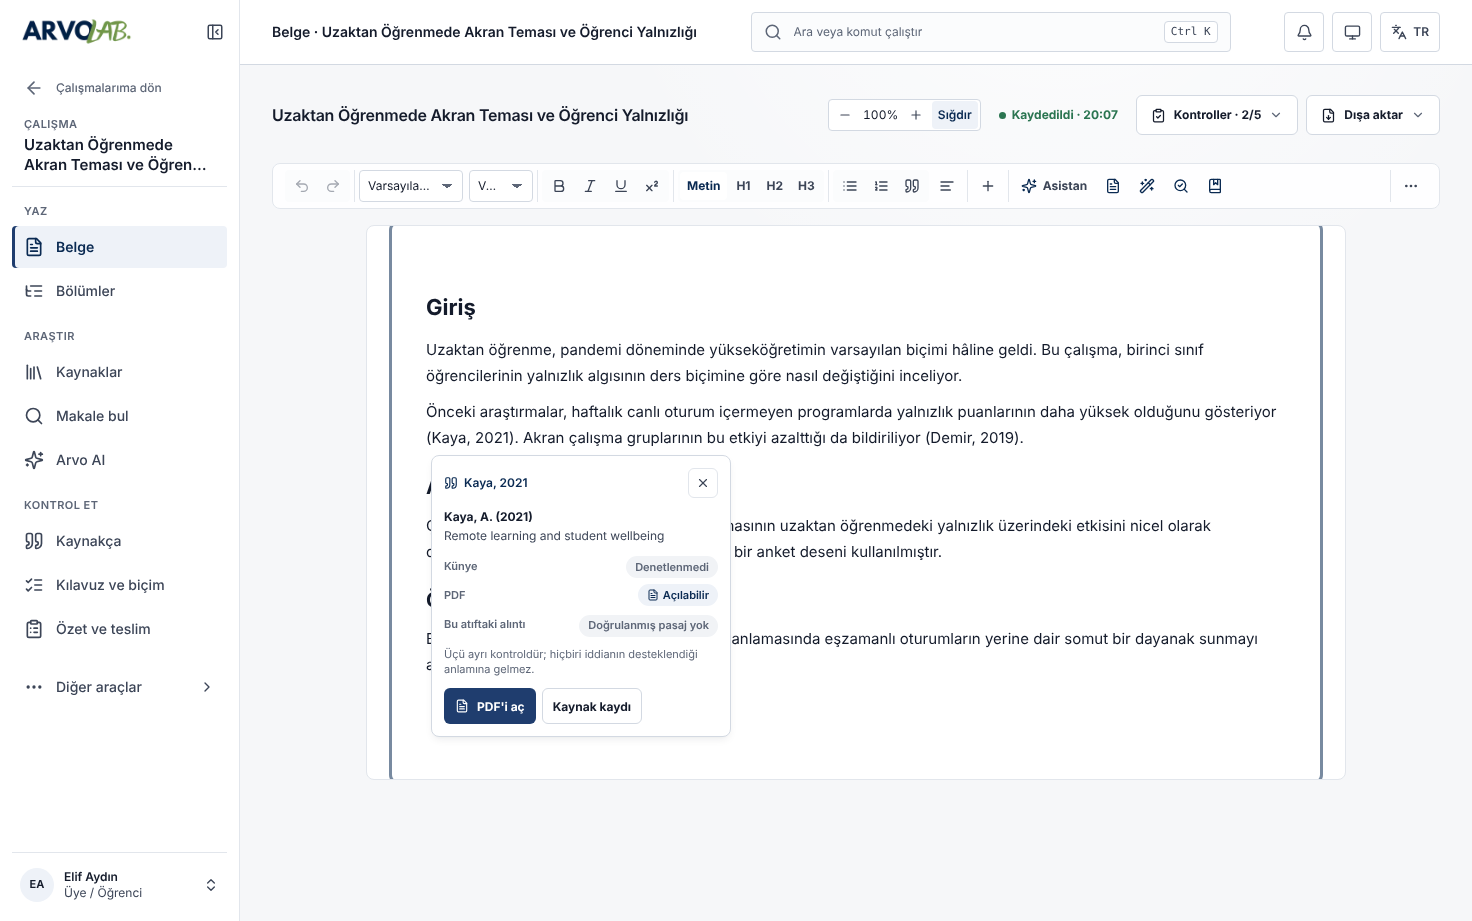 ARVOLAB.
Çalışmalarıma dön
ÇALIŞMA
Uzaktan Öğrenmede
Akran Teması ve Öğren...
YAZ
Belge
Bölümler
ARAŞTIR
Kaynaklar
Makale bul
Arvo AI
KONTROL ET
Kaynakça
Kılavuz ve biçim
Özet ve teslim
Diğer araçlar
EA
Elif Aydın
Üye / Öğrenci
Belge · Uzaktan Öğrenmede Akran Teması ve Öğrenci Yalnızlığı
Ara veya komut çalıştır
Ctrl K
TR
Uzaktan Öğrenmede Akran Teması ve Öğrenci Yalnızlığı
100%
Sığdır
Kaydedildi · 20:07
Kontroller · 2/5
Dışa aktar
Varsayıla...
V...
B
I
U
x²
Metin
H1
H2
H3
Asistan
Giriş
Uzaktan öğrenme, pandemi döneminde yükseköğretimin varsayılan biçimi hâline geldi. Bu çalışma, birinci sınıf
öğrencilerinin yalnızlık algısının ders biçimine göre nasıl değiştiğini inceliyor.
Önceki araştırmalar, haftalık canlı oturum içermeyen programlarda yalnızlık puanlarının daha yüksek olduğunu gösteriyor
(Kaya, 2021). Akran çalışma gruplarının bu etkiyi azalttığı da bildiriliyor (Demir, 2019).
uzaktan öğrenmedeki yalnızlık üzerindeki etkisini nicel olarak
bir anket deseni kullanılmıştır.
eşzamanlı oturumların yerine dair somut bir dayanak sunmayı
Kaya, 2021
Kaya, A. (2021)
Remote learning and student wellbeing
Künye
Denetlenmedi
PDF
Açılabilir
Bu atıftaki alıntı
Doğrulanmış pasaj yok
Üçü ayrı kontroldür; hiçbiri iddianın desteklendiği
anlamına gelmez.
PDF'i aç
Kaynak kaydı